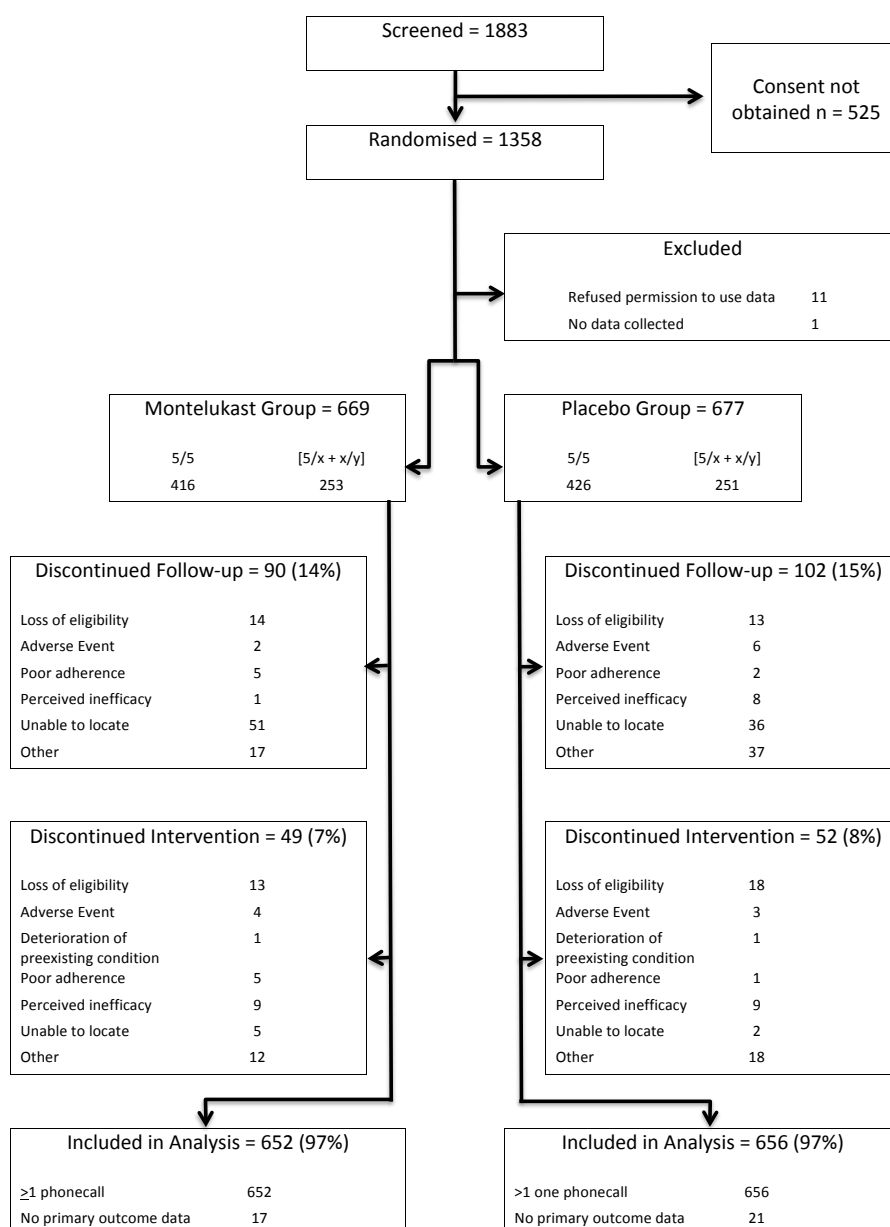 Screened = 1883
Consent not
obtained n = 525
Randomised = 1358
Excluded
Refused permission to use data 11
No data collected 1
Montelukast Group = 669
5/5 [5/x + x/y]
416 253
Placebo Group = 677
5/5 [5/x + x/y]
426 251
Discontinued Follow-up = 90 (14%)
Loss of eligibility 14
Adverse Event 2
Poor adherence 5
Perceived inefficacy 1
Unable to locate 51
Other 17
Discontinued Follow-up = 102 (15%)
Loss of eligibility 13
Adverse Event 6
Poor adherence 2
Perceived inefficacy 8
Unable to locate 36
Other 37
Discontinued Intervention = 49 (7%)
Loss of eligibility 13
Adverse Event 4
Deterioration of 1
preexisting condition
Poor adherence 5
Perceived inefficacy 9
Unable to locate 5
Other 12
Discontinued Intervention = 52 (8%)
Loss of eligibility 18
Adverse Event 3
Deterioration of 1
preexisting condition
Poor adherence 1
Perceived inefficacy 9
Unable to locate 2
Other 18
Included in Analysis = 652 (97%)
≥1 phonecall 652
No primary outcome data 17
Included in Analysis = 656 (97%)
>1 one phonecall 656
No primary outcome data 21